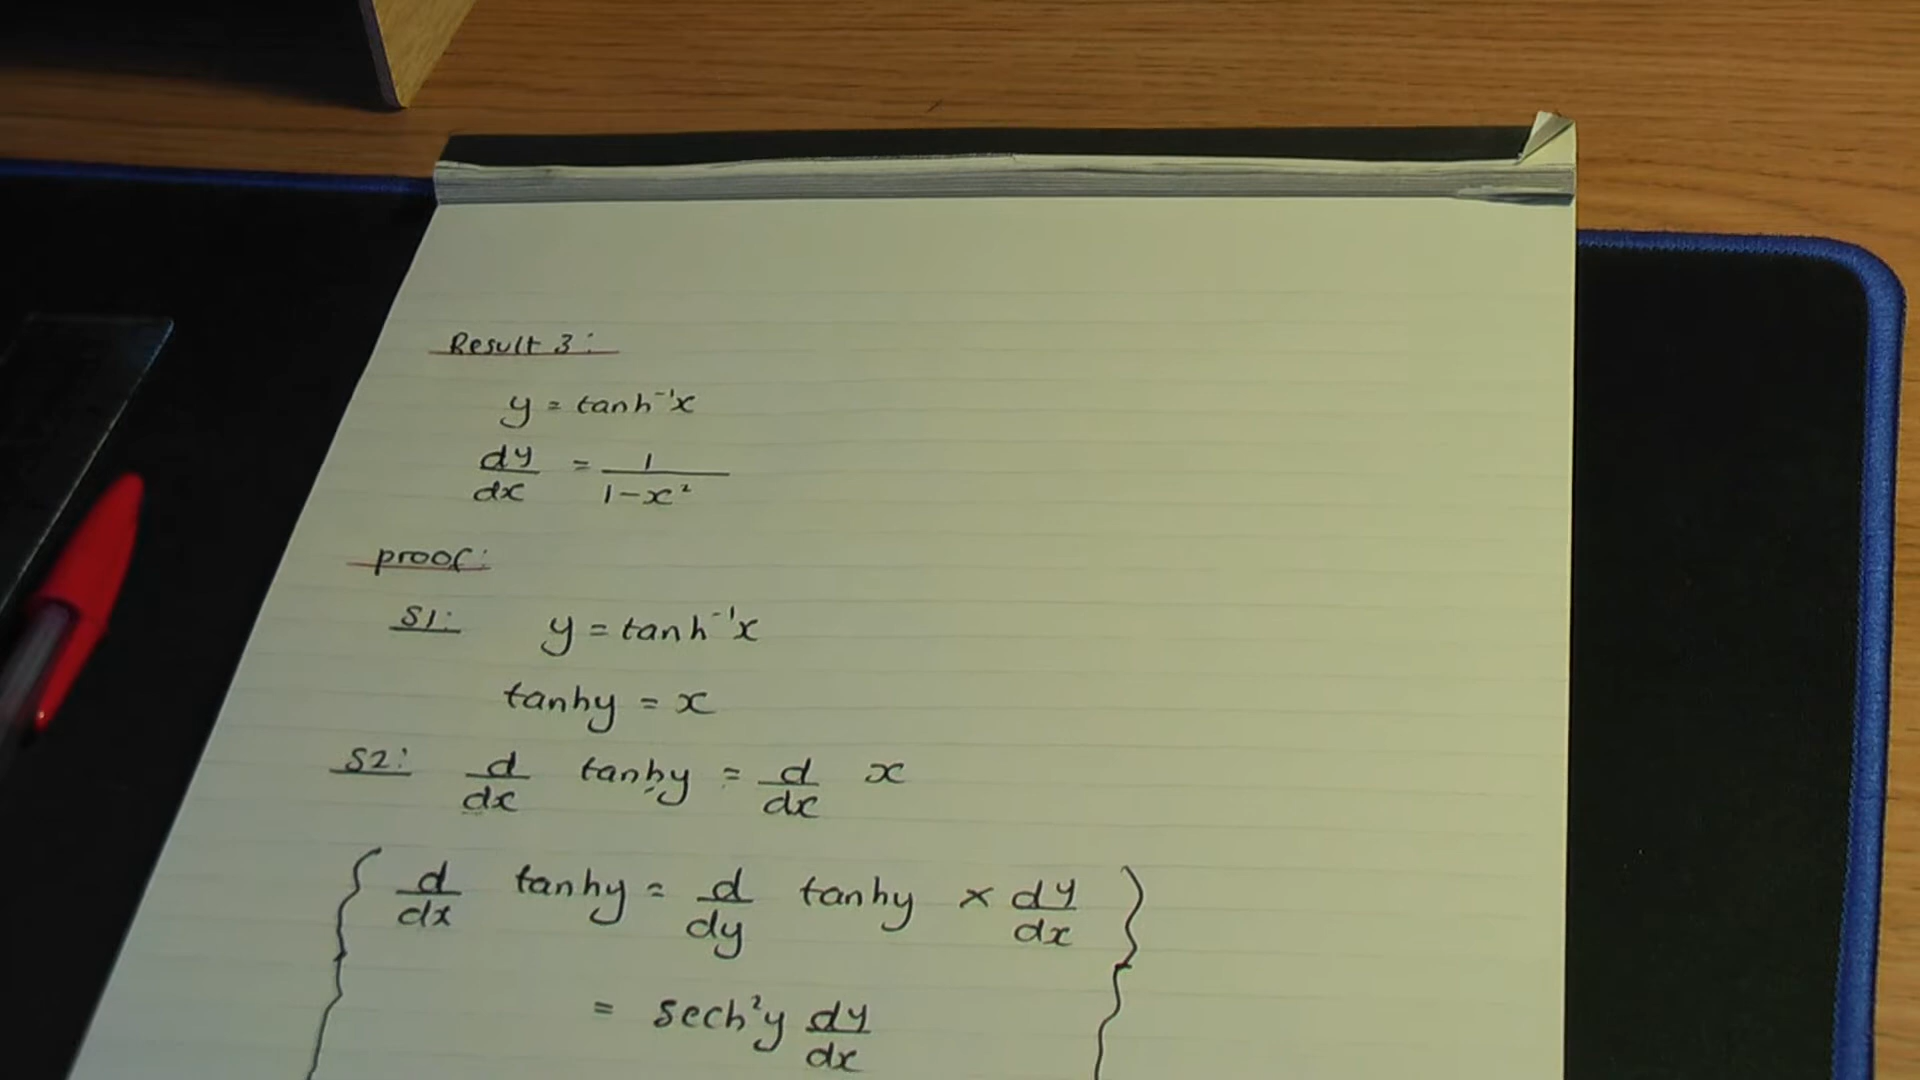 Result 3:
y = tanh⁻¹x
dy/dx = 1/(1-x²)
proof:
S1: y = tanh⁻¹x
tanhy = x
S2: d/dx tanhy = d/dx x
{ d/dx tanhy = d/dy tanhy × dy/dx }
= sech²y dy/dx